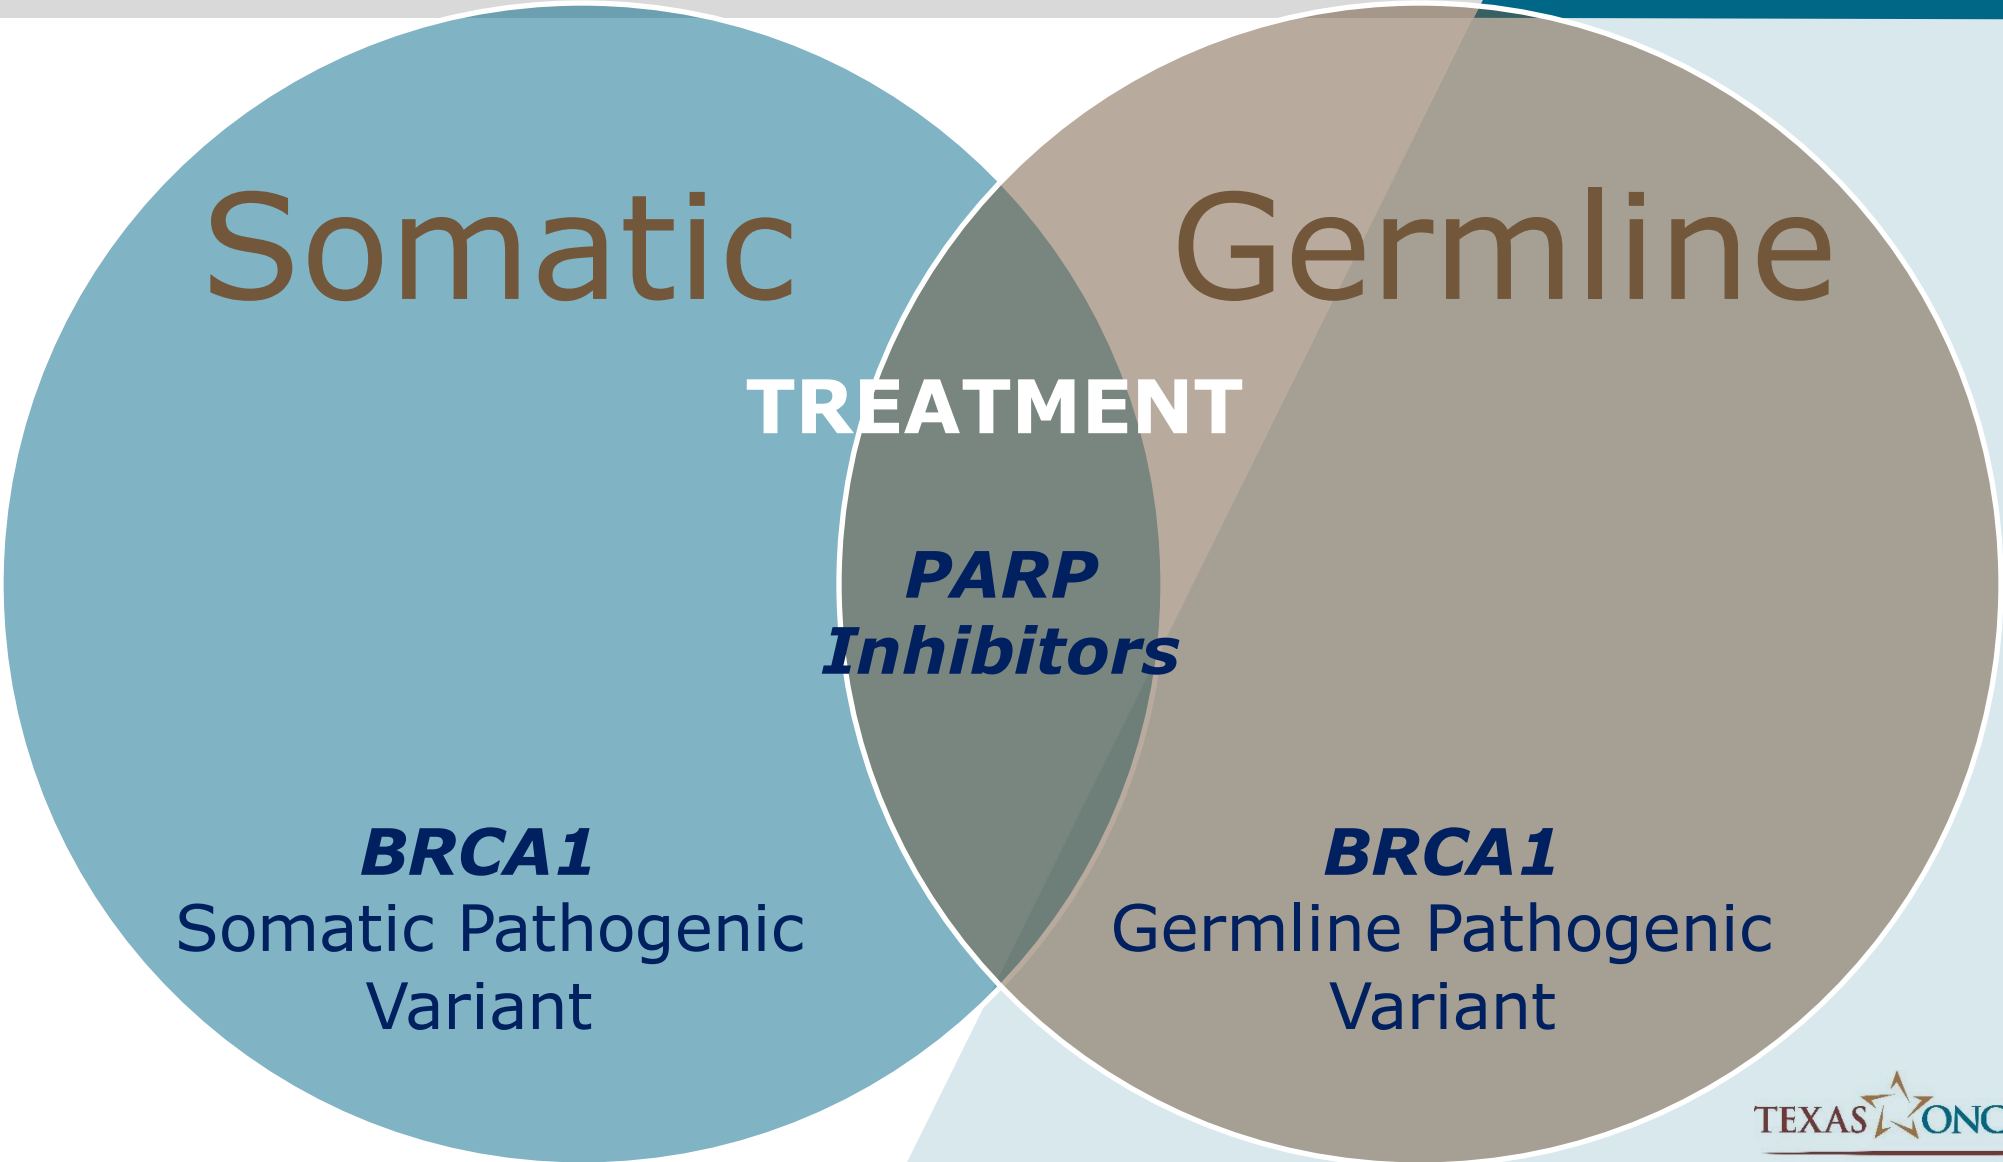 Somatic
Germline
TREATMENT
PARP
Inhibitors
BRCA1
Somatic Pathogenic
Variant
BRCA1
Germline Pathogenic
Variant
TEXAS ONC